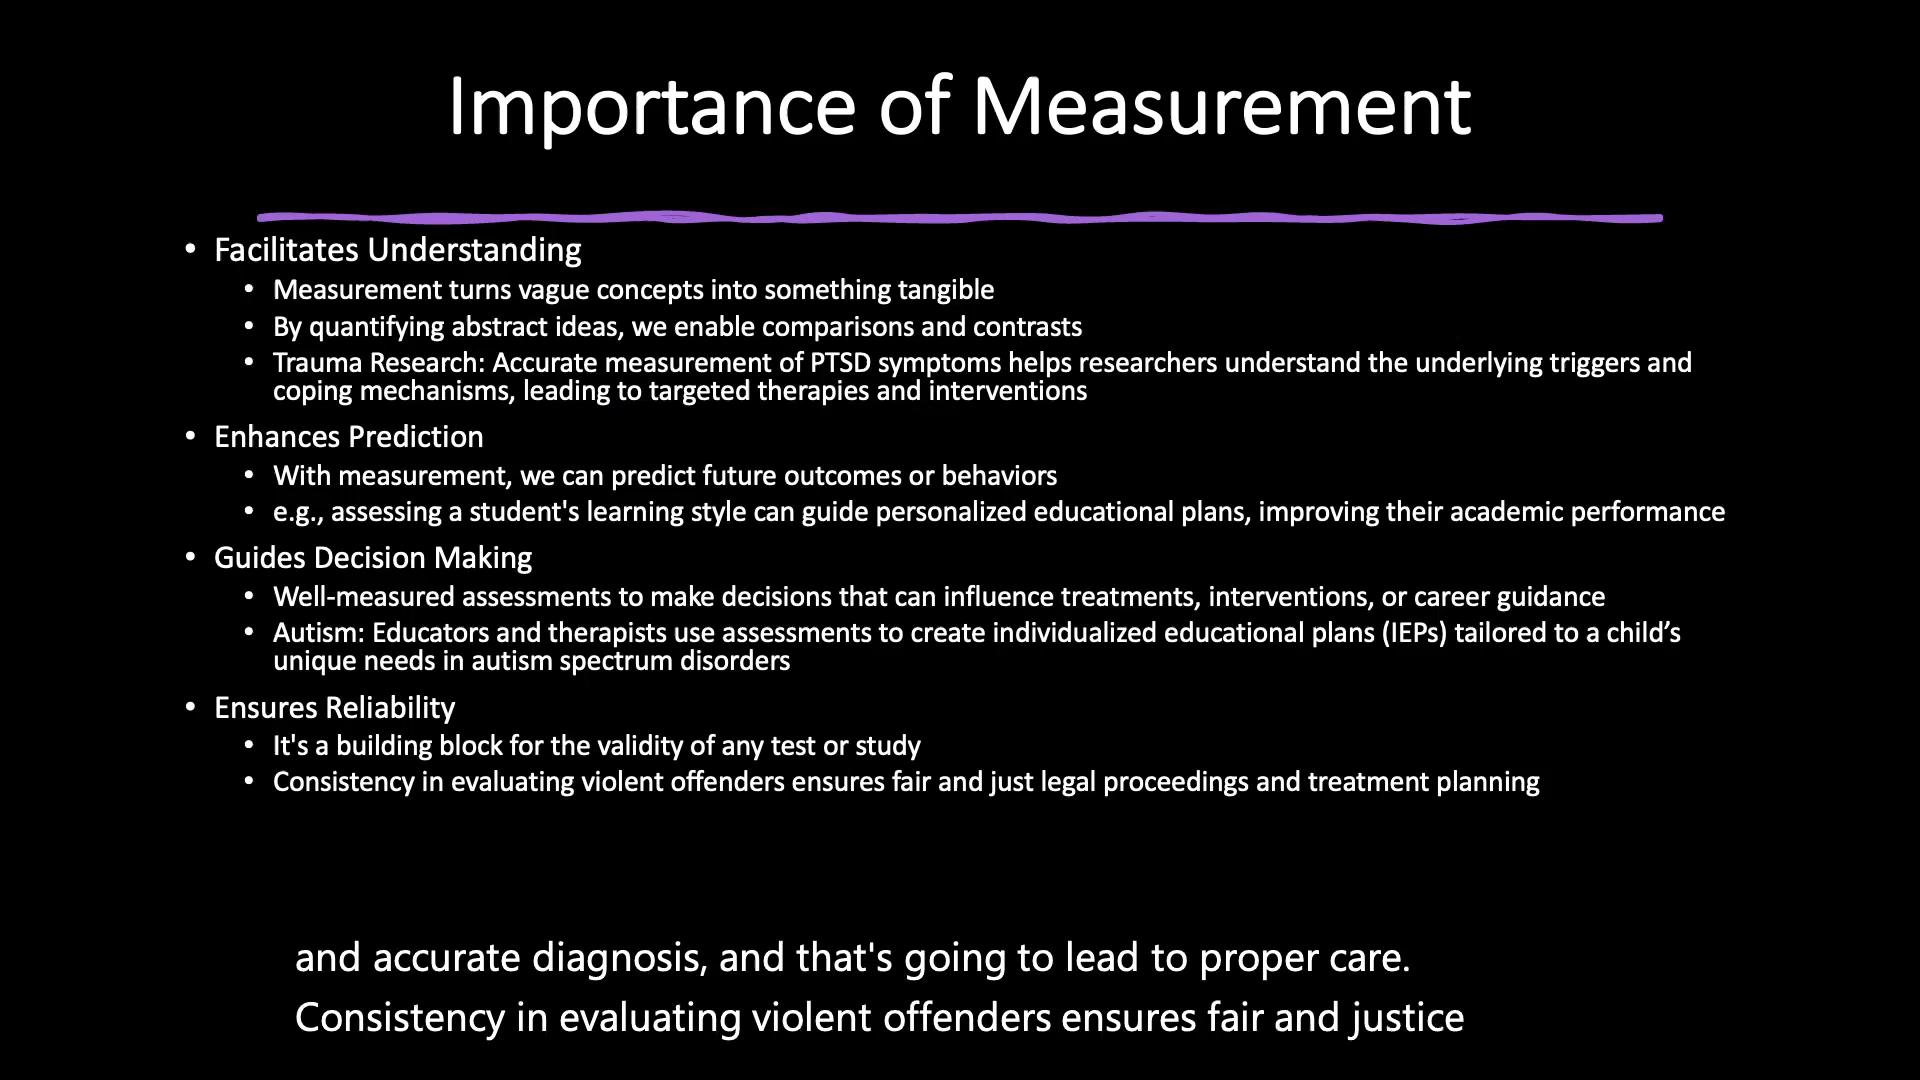 Importance of Measurement
• Facilitates Understanding
• Measurement turns vague concepts into something tangible
• By quantifying abstract ideas, we enable comparisons and contrasts
• Trauma Research: Accurate measurement of PTSD symptoms helps researchers understand the underlying triggers and
coping mechanisms, leading to targeted therapies and interventions
• Enhances Prediction
• With measurement, we can predict future outcomes or behaviors
• e.g., assessing a student's learning style can guide personalized educational plans, improving their academic performance
• Guides Decision Making
• Well-measured assessments to make decisions that can influence treatments, interventions, or career guidance
• Autism: Educators and therapists use assessments to create individualized educational plans (IEPs) tailored to a child’s
unique needs in autism spectrum disorders
• Ensures Reliability
• It's a building block for the validity of any test or study
• Consistency in evaluating violent offenders ensures fair and just legal proceedings and treatment planning
and accurate diagnosis, and that's going to lead to proper care.
Consistency in evaluating violent offenders ensures fair and justice